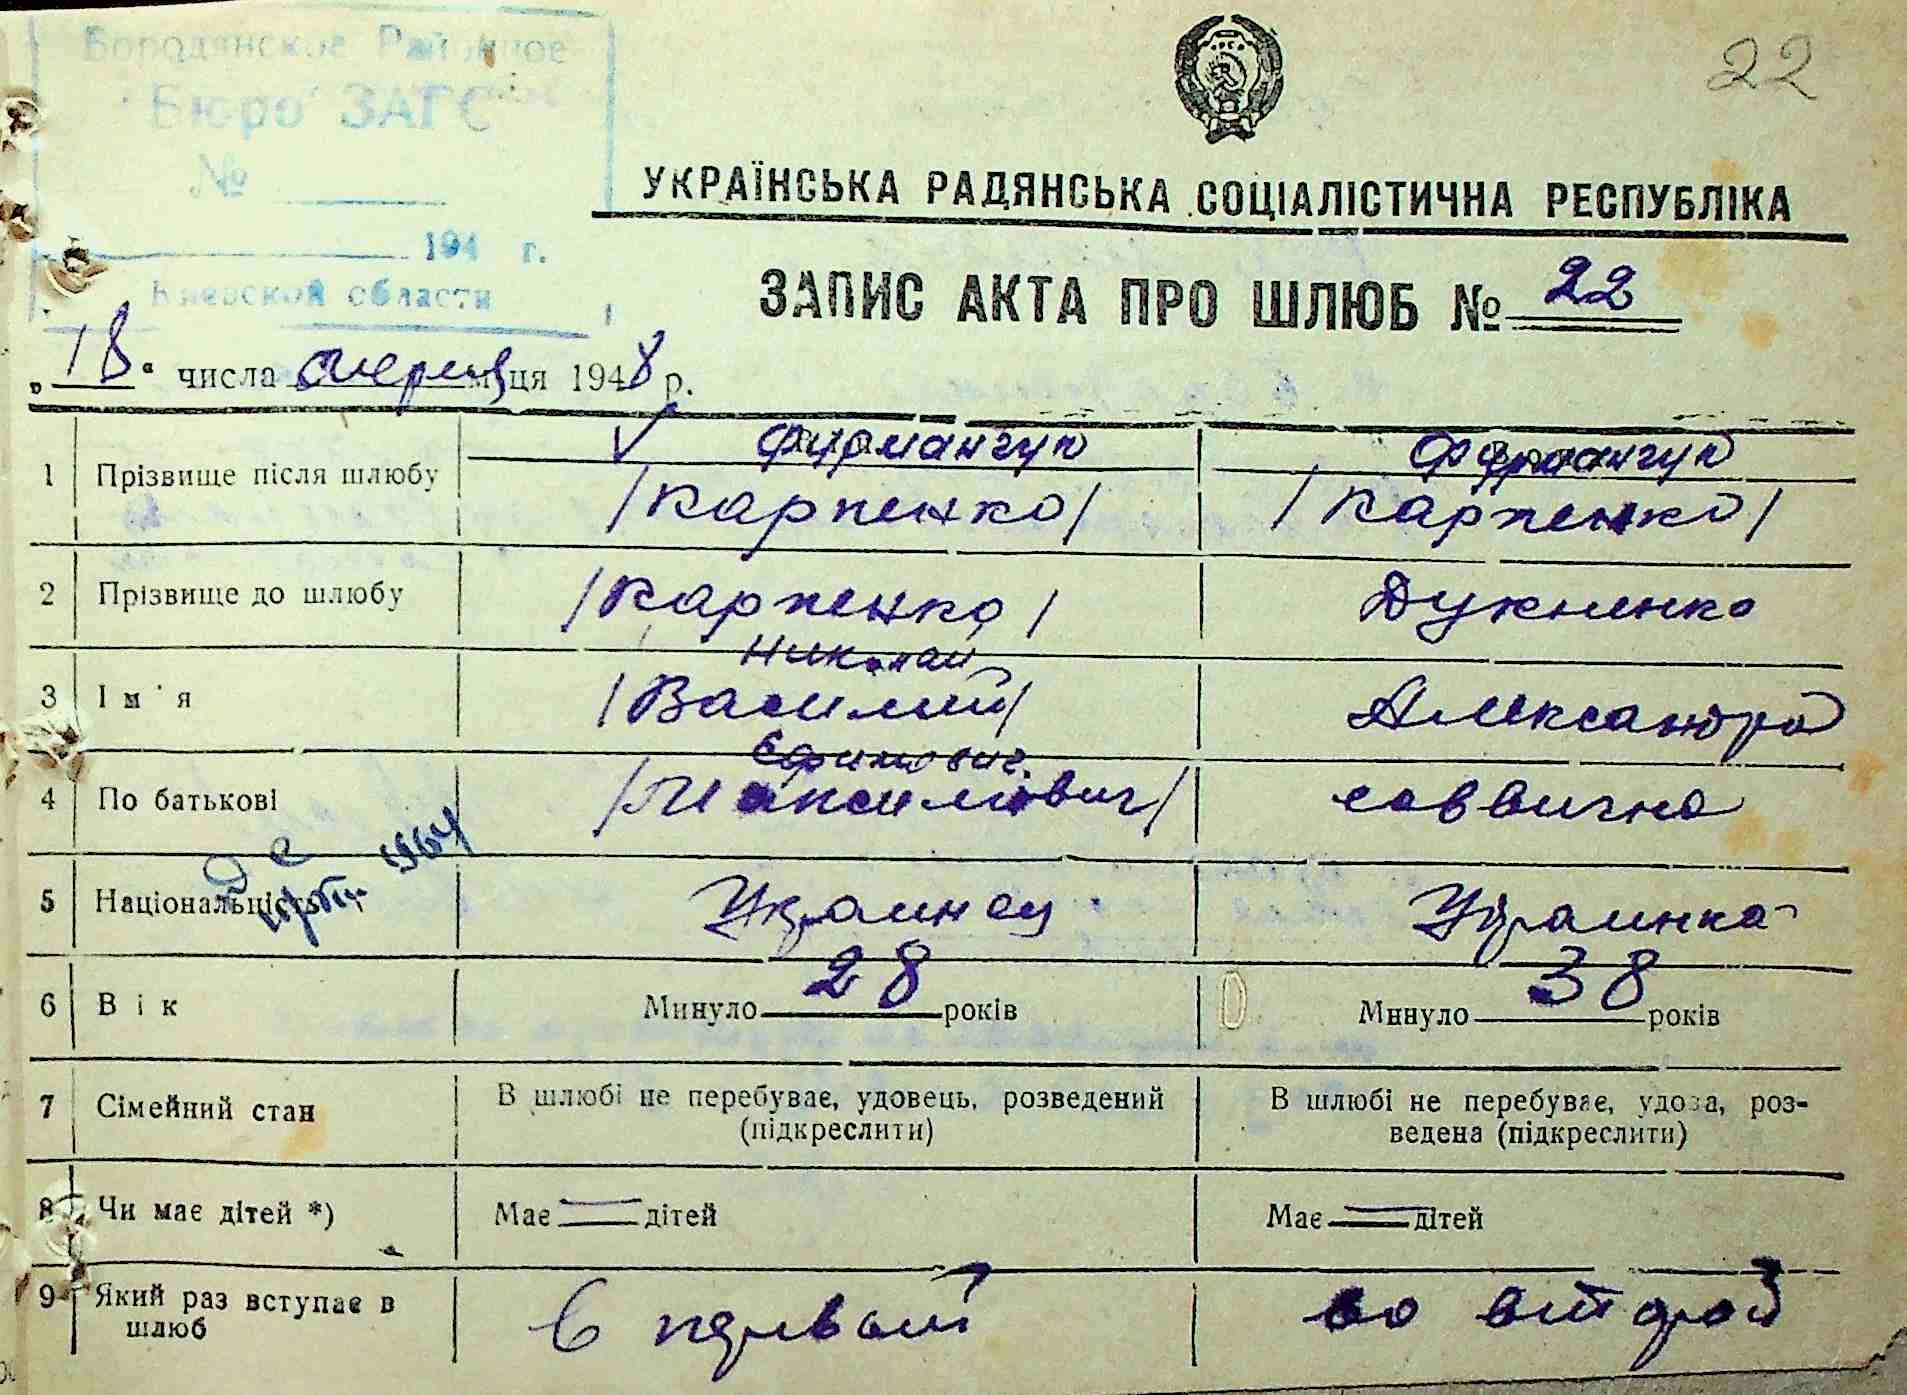 22
Бородянское Районное
Бюро ЗАГС
№
194 г.
Киевской области
УКРАЇНСЬКА РАДЯНСЬКА СОЦІАЛІСТИЧНА РЕСПУБЛІКА
ЗАПИС АКТА ПРО ШЛЮБ № 22
„18“ числа м-ця 1948 р.
1 Прізвище після шлюбу Фурманчук Фурманчук
/Карпенко/ /Карпенко/
2 Прізвище до шлюбу /Карпенко/
Николай
3 Ім'я /Василий/ Александра
Ефимович
4 По батькові /Максимович/ Саввична
5 Національність Украинец Украинка
6 Вік Минуло 28 років Минуло 38 років
7 Сімейний стан В шлюбі не перебуває, удовець, розведений (підкреслити) В шлюбі не перебуває, удова, роз-
ведена (підкреслити)
8 Чи має дітей *) Має — дітей Має — дітей
9 Який раз вступає в шлюб в первый во второй